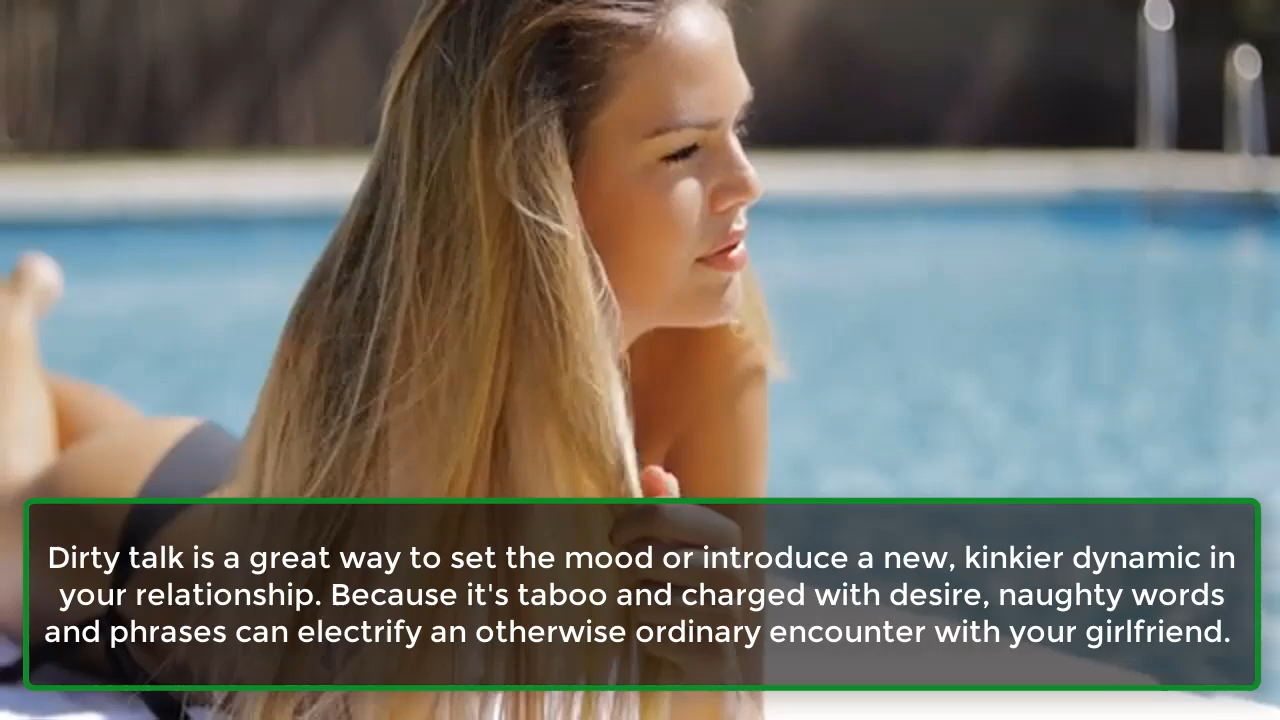 Dirty talk is a great way to set the mood or introduce a new, kinkier dynamic in
your relationship. Because it's taboo and charged with desire, naughty words
and phrases can electrify an otherwise ordinary encounter with your girlfriend.